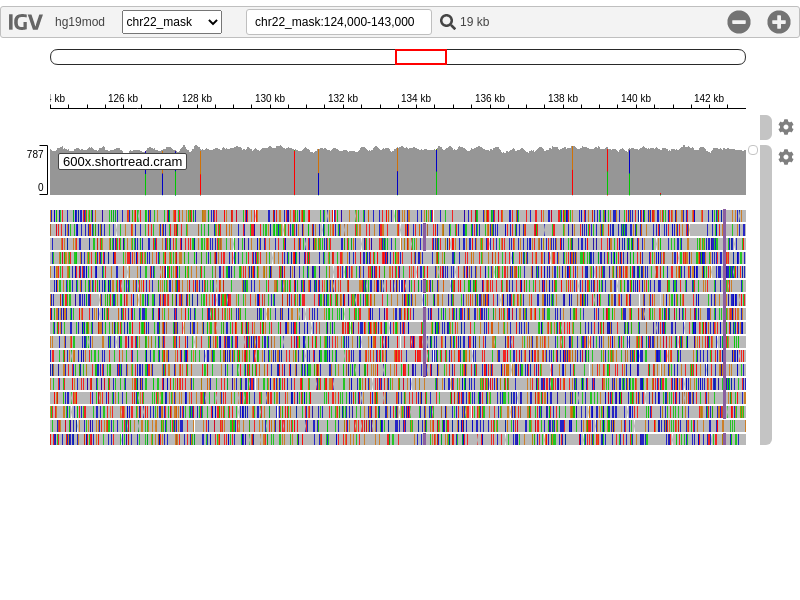 IGV hg19mod chr22_mask chr22_mask:124,000-143,000 19 kb
kb 126 kb 128 kb 130 kb 132 kb 134 kb 136 kb 138 kb 140 kb 142 kb
787
600x.shortread.cram
0